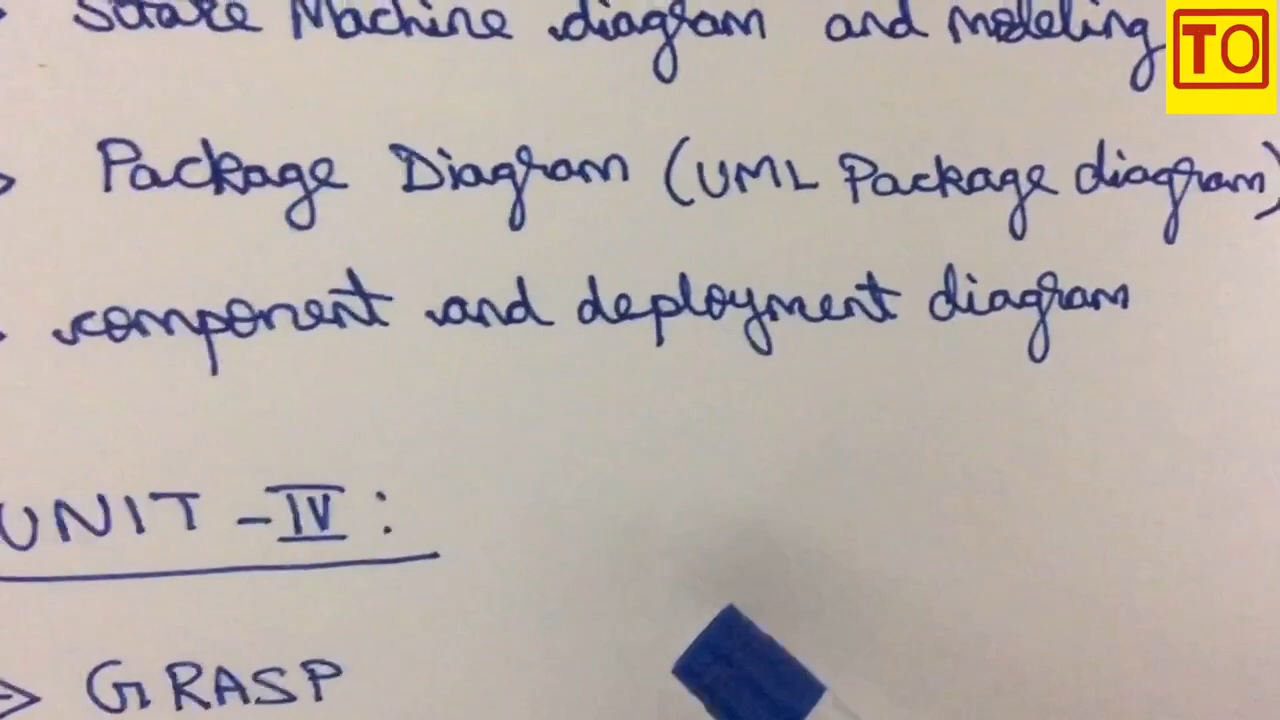 State Machine diagram and modeling
TO
Package Diagram (UML Package diagram)
component and deployment diagram
UNIT - IV :
GRASP